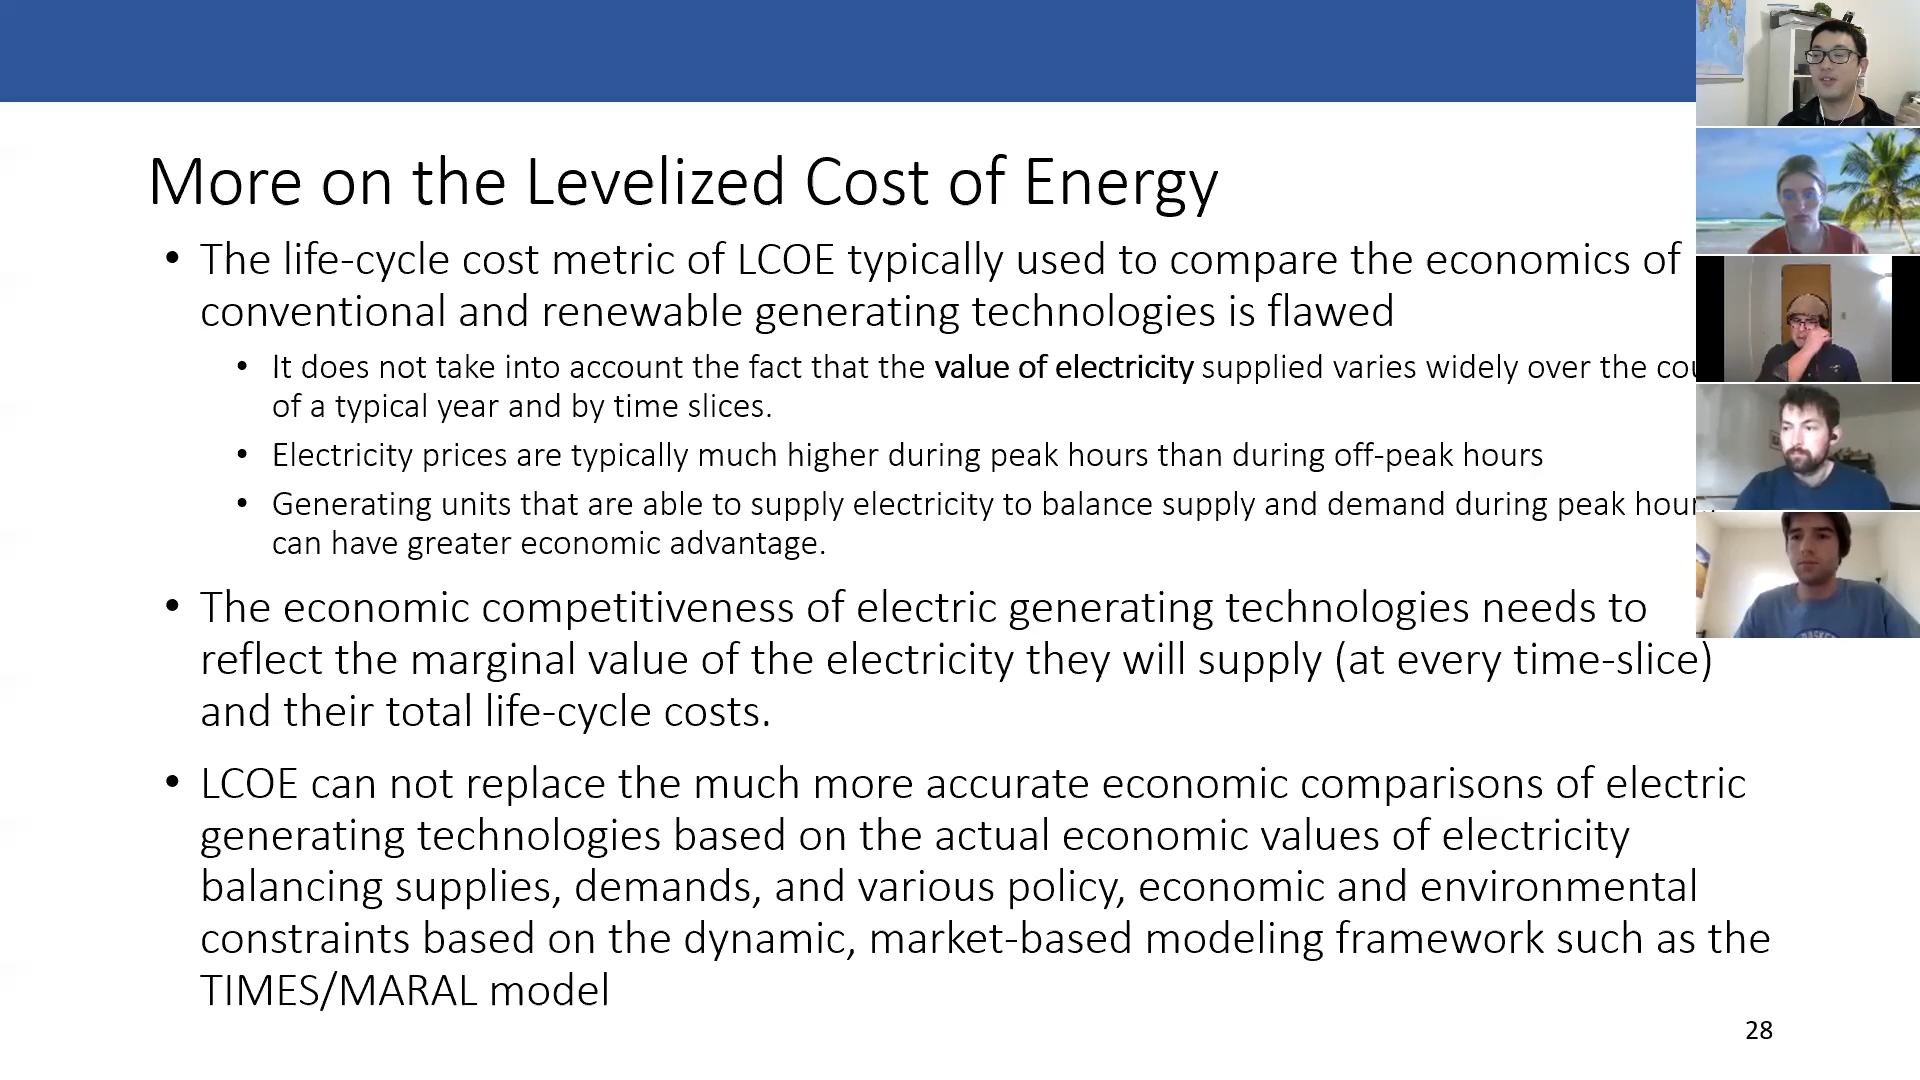 More on the Levelized Cost of Energy
• The life-cycle cost metric of LCOE typically used to compare the economics of
conventional and renewable generating technologies is flawed
• It does not take into account the fact that the value of electricity supplied varies widely over the
of a typical year and by time slices.
• Electricity prices are typically much higher during peak hours than during off-peak hours
• Generating units that are able to supply electricity to balance supply and demand during peak
can have greater economic advantage.
• The economic competitiveness of electric generating technologies needs to
reflect the marginal value of the electricity they will supply (at every time-slice)
and their total life-cycle costs.
• LCOE can not replace the much more accurate economic comparisons of electric
generating technologies based on the actual economic values of electricity
balancing supplies, demands, and various policy, economic and environmental
constraints based on the dynamic, market-based modeling framework such as the
TIMES/MARAL model
28